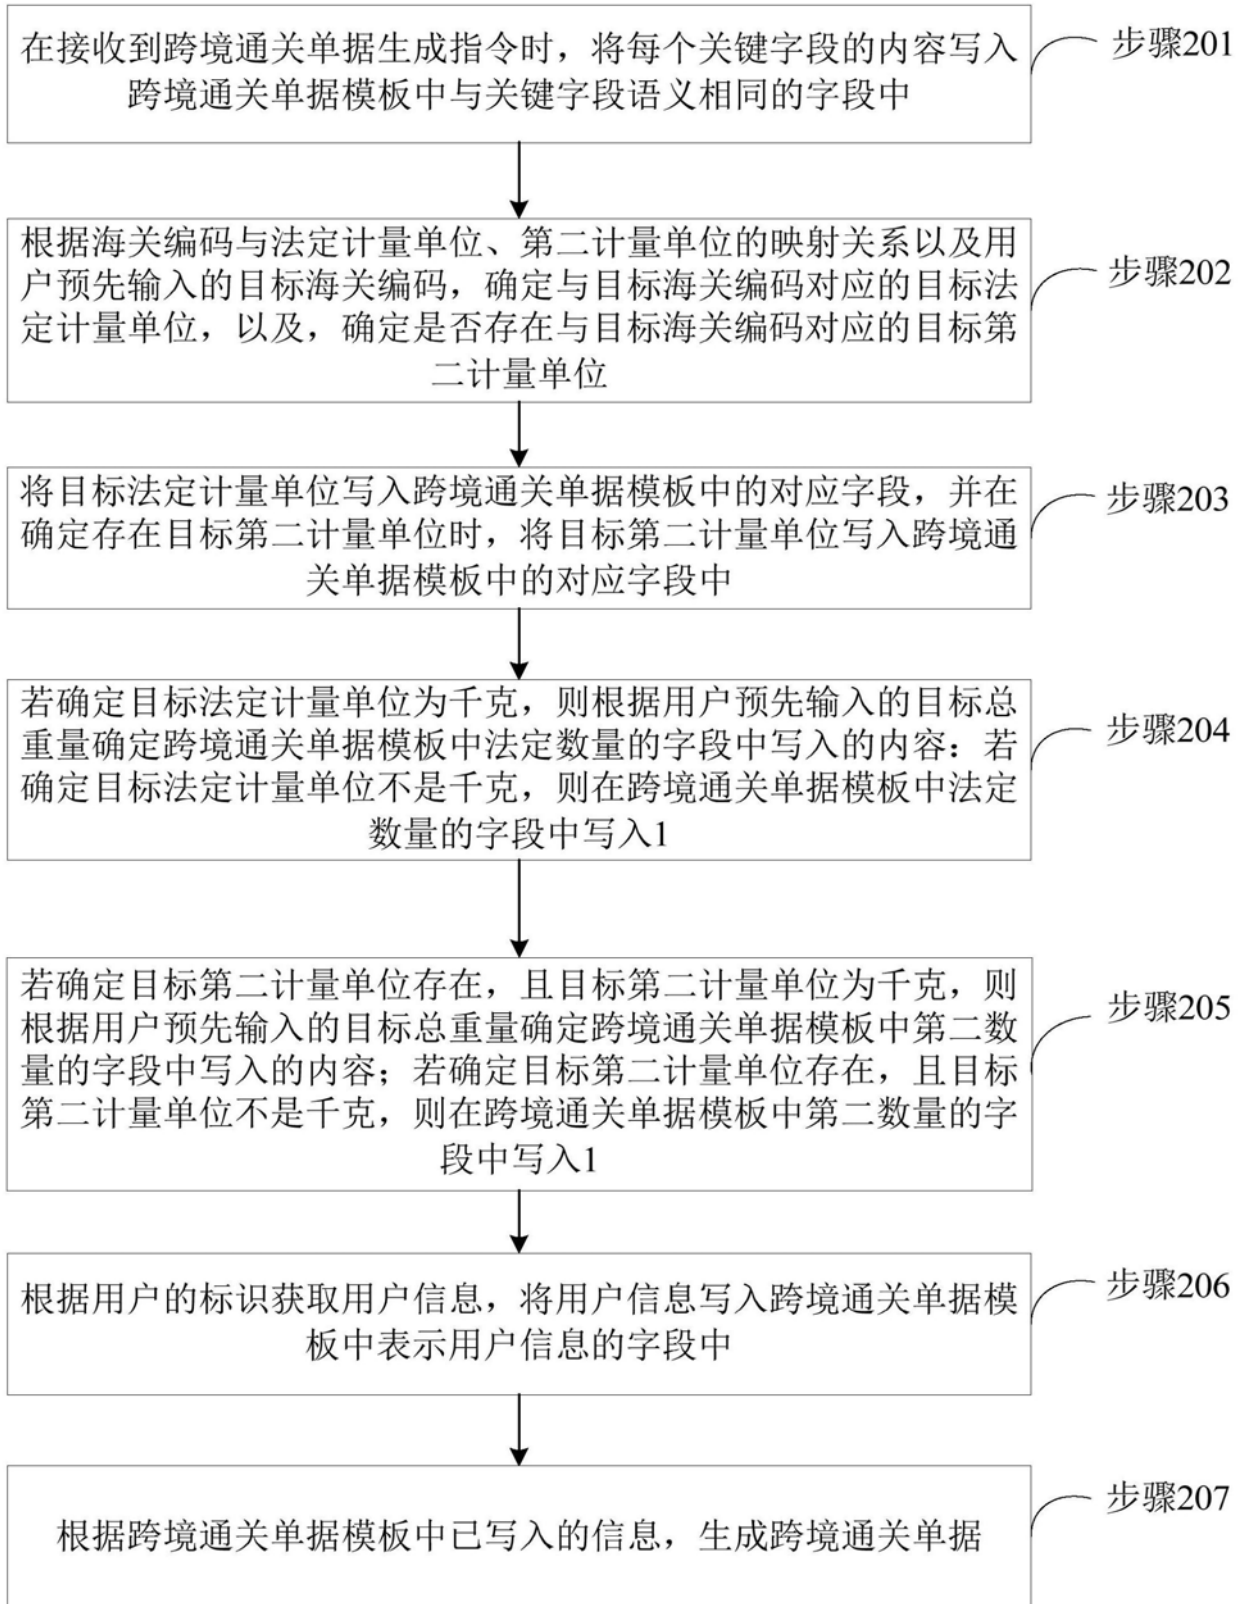 在接收到跨境通关单据生成指令时，将每个关键字段的内容写入
跨境通关单据模板中与关键字段语义相同的字段中
步骤201
根据海关编码与法定计量单位、第二计量单位的映射关系以及用
户预先输入的目标海关编码，确定与目标海关编码对应的目标法
定计量单位，以及，确定是否存在与目标海关编码对应的目标第
二计量单位
步骤202
将目标法定计量单位写入跨境通关单据模板中的对应字段，并在
确定存在目标第二计量单位时，将目标第二计量单位写入跨境通
关单据模板中的对应字段中
步骤203
若确定目标法定计量单位为千克，则根据用户预先输入的目标总
重量确定跨境通关单据模板中法定数量的字段中写入的内容：若
确定目标法定计量单位不是千克，则在跨境通关单据模板中法定
数量的字段中写入1
步骤204
若确定目标第二计量单位存在，且目标第二计量单位为千克，则
根据用户预先输入的目标总重量确定跨境通关单据模板中第二数
量的字段中写入的内容；若确定目标第二计量单位存在，且目标
第二计量单位不是千克，则在跨境通关单据模板中第二数量的字
段中写入1
步骤205
根据用户的标识获取用户信息，将用户信息写入跨境通关单据模
板中表示用户信息的字段中
步骤206
根据跨境通关单据模板中已写入的信息，生成跨境通关单据
步骤207